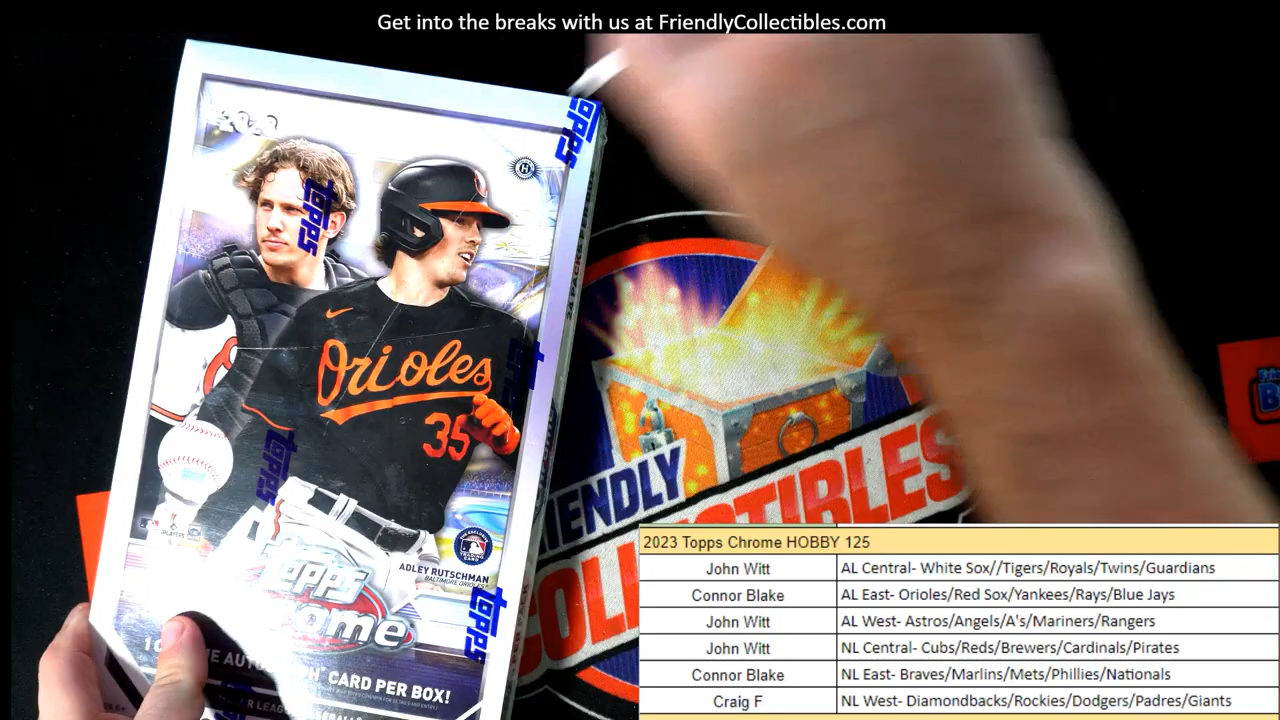 Get into the breaks with us at FriendlyCollectibles.com
2023
topps
topps
H
Orioles
35
topps
topps
ADLEY RUTSCHMAN
BALTIMORE ORIOLES
topps
CARD PER BOX!
2023 Topps Chrome HOBBY 125
John Witt AL Central- White Sox//Tigers/Royals/Twins/Guardians
Connor Blake AL East- Orioles/Red Sox/Yankees/Rays/Blue Jays
John Witt AL West- Astros/Angels/A's/Mariners/Rangers
John Witt NL Central- Cubs/Reds/Brewers/Cardinals/Pirates
Connor Blake NL East- Braves/Marlins/Mets/Phillies/Nationals
Craig F NL West- Diamondbacks/Rockies/Dodgers/Padres/Giants